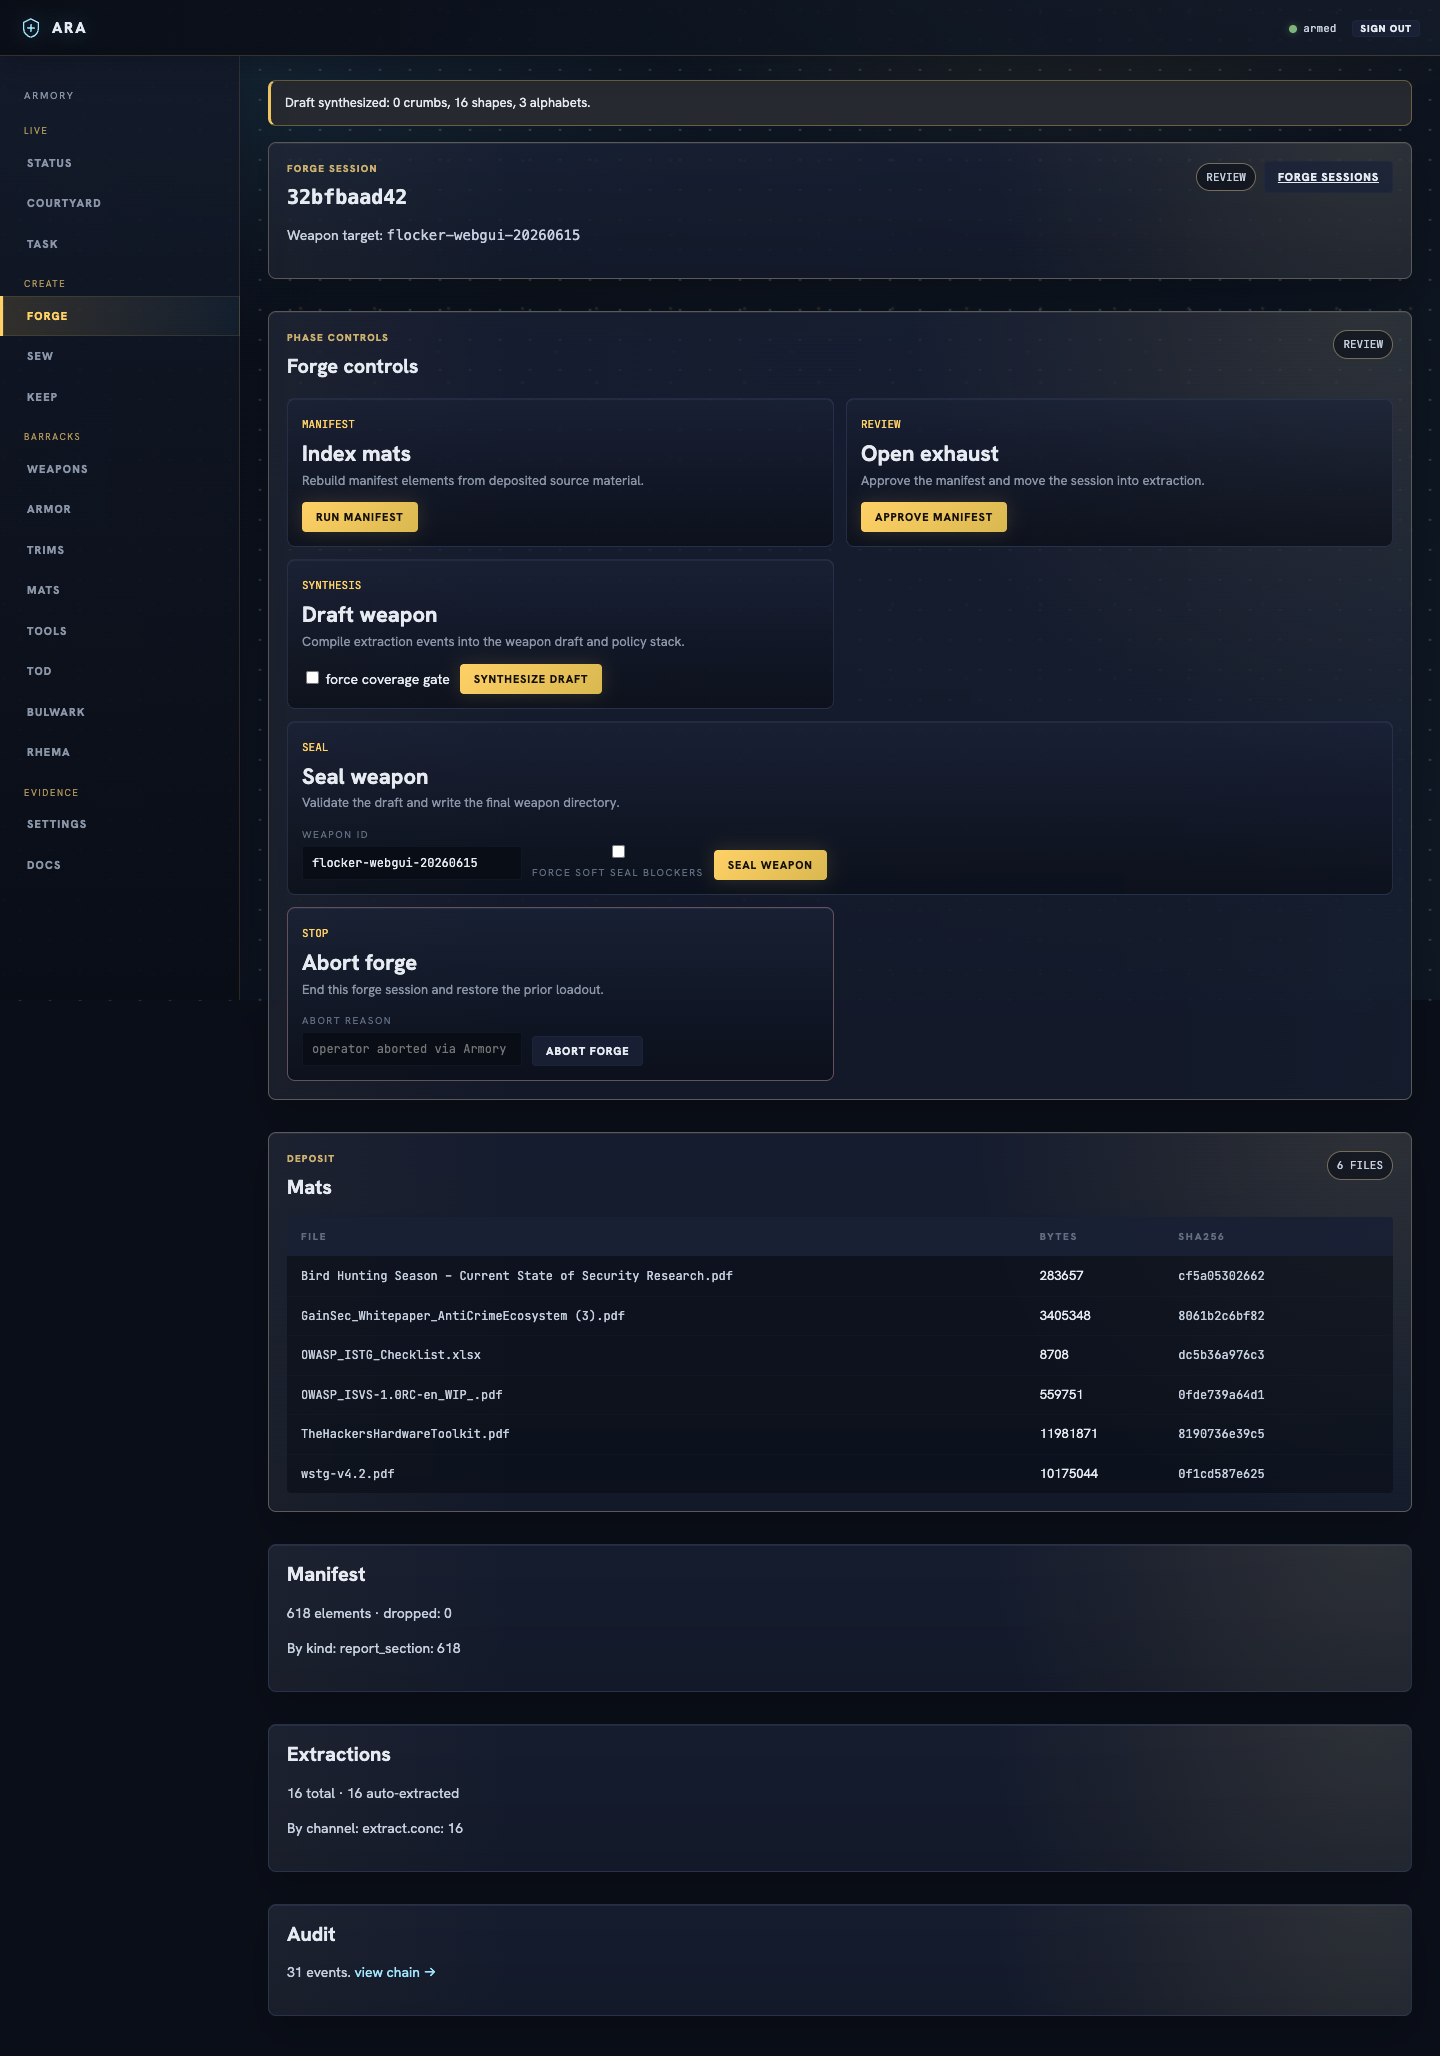 ARA
armed
SIGN OUT
ARMORY
LIVE
STATUS
COURTYARD
TASK
CREATE
FORGE
SEW
KEEP
BARRACKS
WEAPONS
ARMOR
TRIMS
MATS
TOOLS
TOD
BULWARK
RHEMA
EVIDENCE
SETTINGS
DOCS
Draft synthesized: 0 crumbs, 16 shapes, 3 alphabets.
FORGE SESSION
32bfbaad42
REVIEW
FORGE SESSIONS
Weapon target: flocker-webgui-20260615
PHASE CONTROLS
Forge controls
REVIEW
MANIFEST
Index mats
Rebuild manifest elements from deposited source material.
RUN MANIFEST
REVIEW
Open exhaust
Approve the manifest and move the session into extraction.
APPROVE MANIFEST
SYNTHESIS
Draft weapon
Compile extraction events into the weapon draft and policy stack.
force coverage gate
SYNTHESIZE DRAFT
SEAL
Seal weapon
Validate the draft and write the final weapon directory.
WEAPON ID
flocker-webgui-20260615
FORCE SOFT SEAL BLOCKERS
SEAL WEAPON
STOP
Abort forge
End this forge session and restore the prior loadout.
ABORT REASON
operator aborted via Armory
ABORT FORGE
DEPOSIT
Mats
6 FILES
FILE BYTES SHA256
Bird Hunting Season - Current State of Security Research.pdf 283657 cf5a05302662
GainSec_Whitepaper_AntiCrimeEcosystem (3).pdf 3405348 8061b2c6bf82
OWASP_ISTG_Checklist.xlsx 8708 dc5b36a976c3
OWASP_ISVS-1.0RC-en_WIP_.pdf 559751 0fde739a64d1
TheHackersHardwareToolkit.pdf 11981871 8190736e39c5
wstg-v4.2.pdf 10175044 0f1cd587e625
Manifest
618 elements · dropped: 0
By kind: report_section: 618
Extractions
16 total · 16 auto-extracted
By channel: extract.conc: 16
Audit
31 events. view chain →